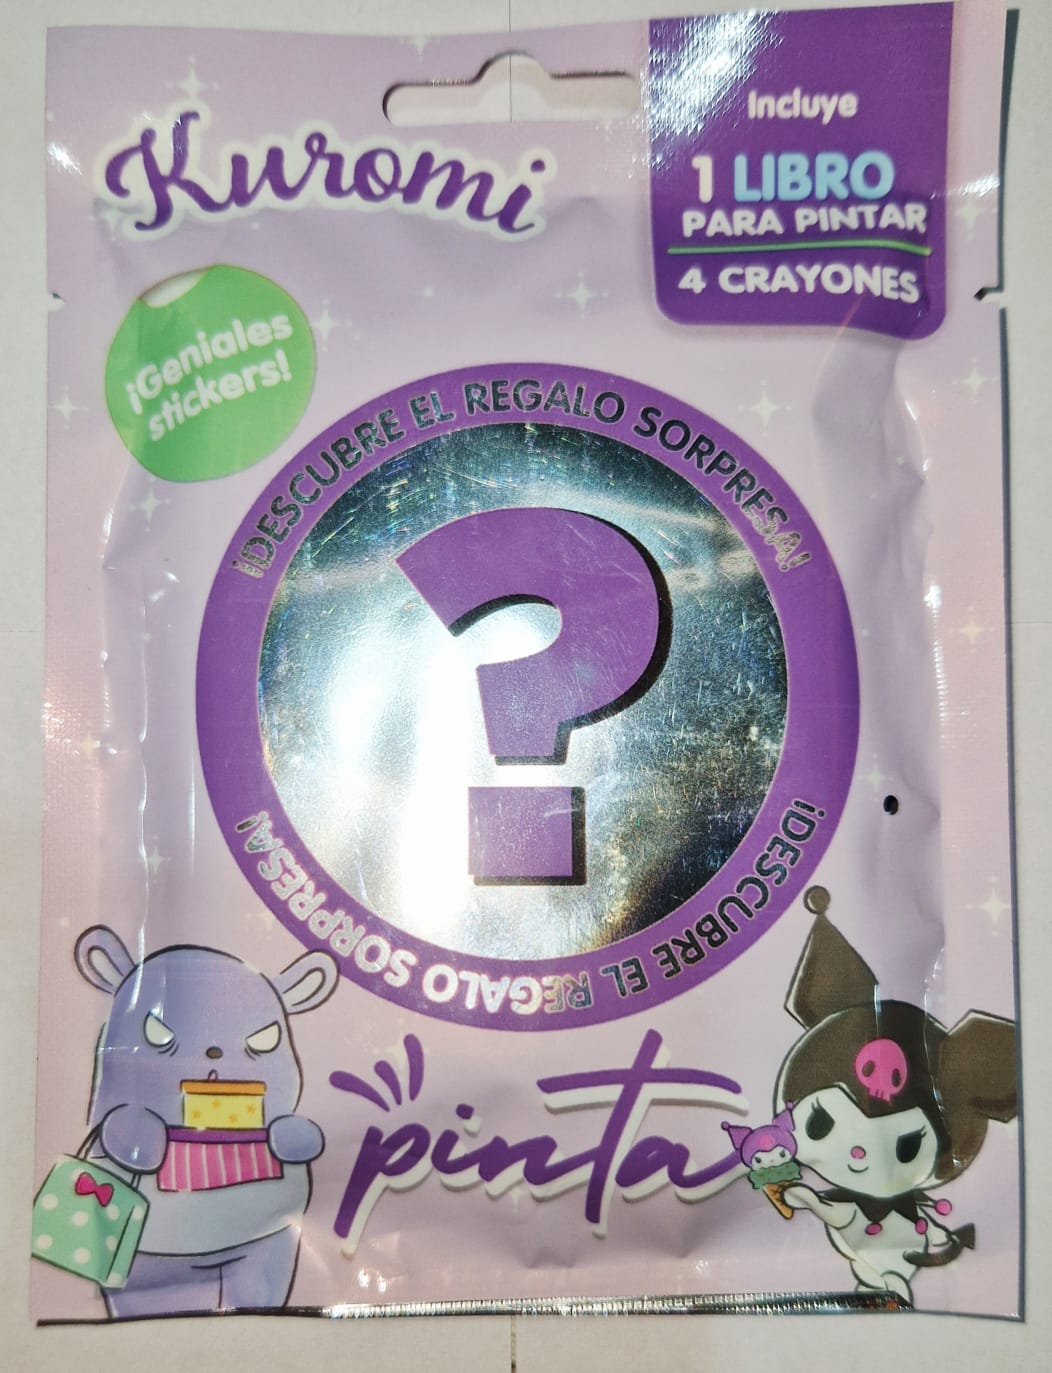 Kuromi
Incluye
1 LIBRO
PARA PINTAR
4 CRAYONES
¡Geniales
stickers!
¡DESCUBRE EL REGALO SORPRESA!
¡DESCUBRE EL REGALO SORPRESA!
pinta